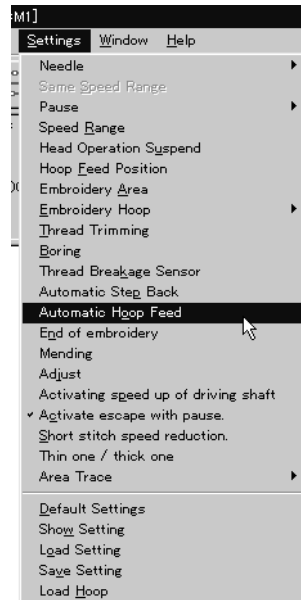 M1]
Settings Window Help
Needle
Same Speed Range
Pause
Speed Range
Head Operation Suspend
Hoop Feed Position
Embroidery Area
Embroidery Hoop
Thread Trimming
Boring
Thread Breakage Sensor
Automatic Step Back
Automatic Hoop Feed
End of embroidery
Mending
Adjust
Activating speed up of driving shaft
Activate escape with pause.
Short stitch speed reduction.
Thin one / thick one
Area Trace
Default Settings
Show Setting
Load Setting
Save Setting
Load Hoop